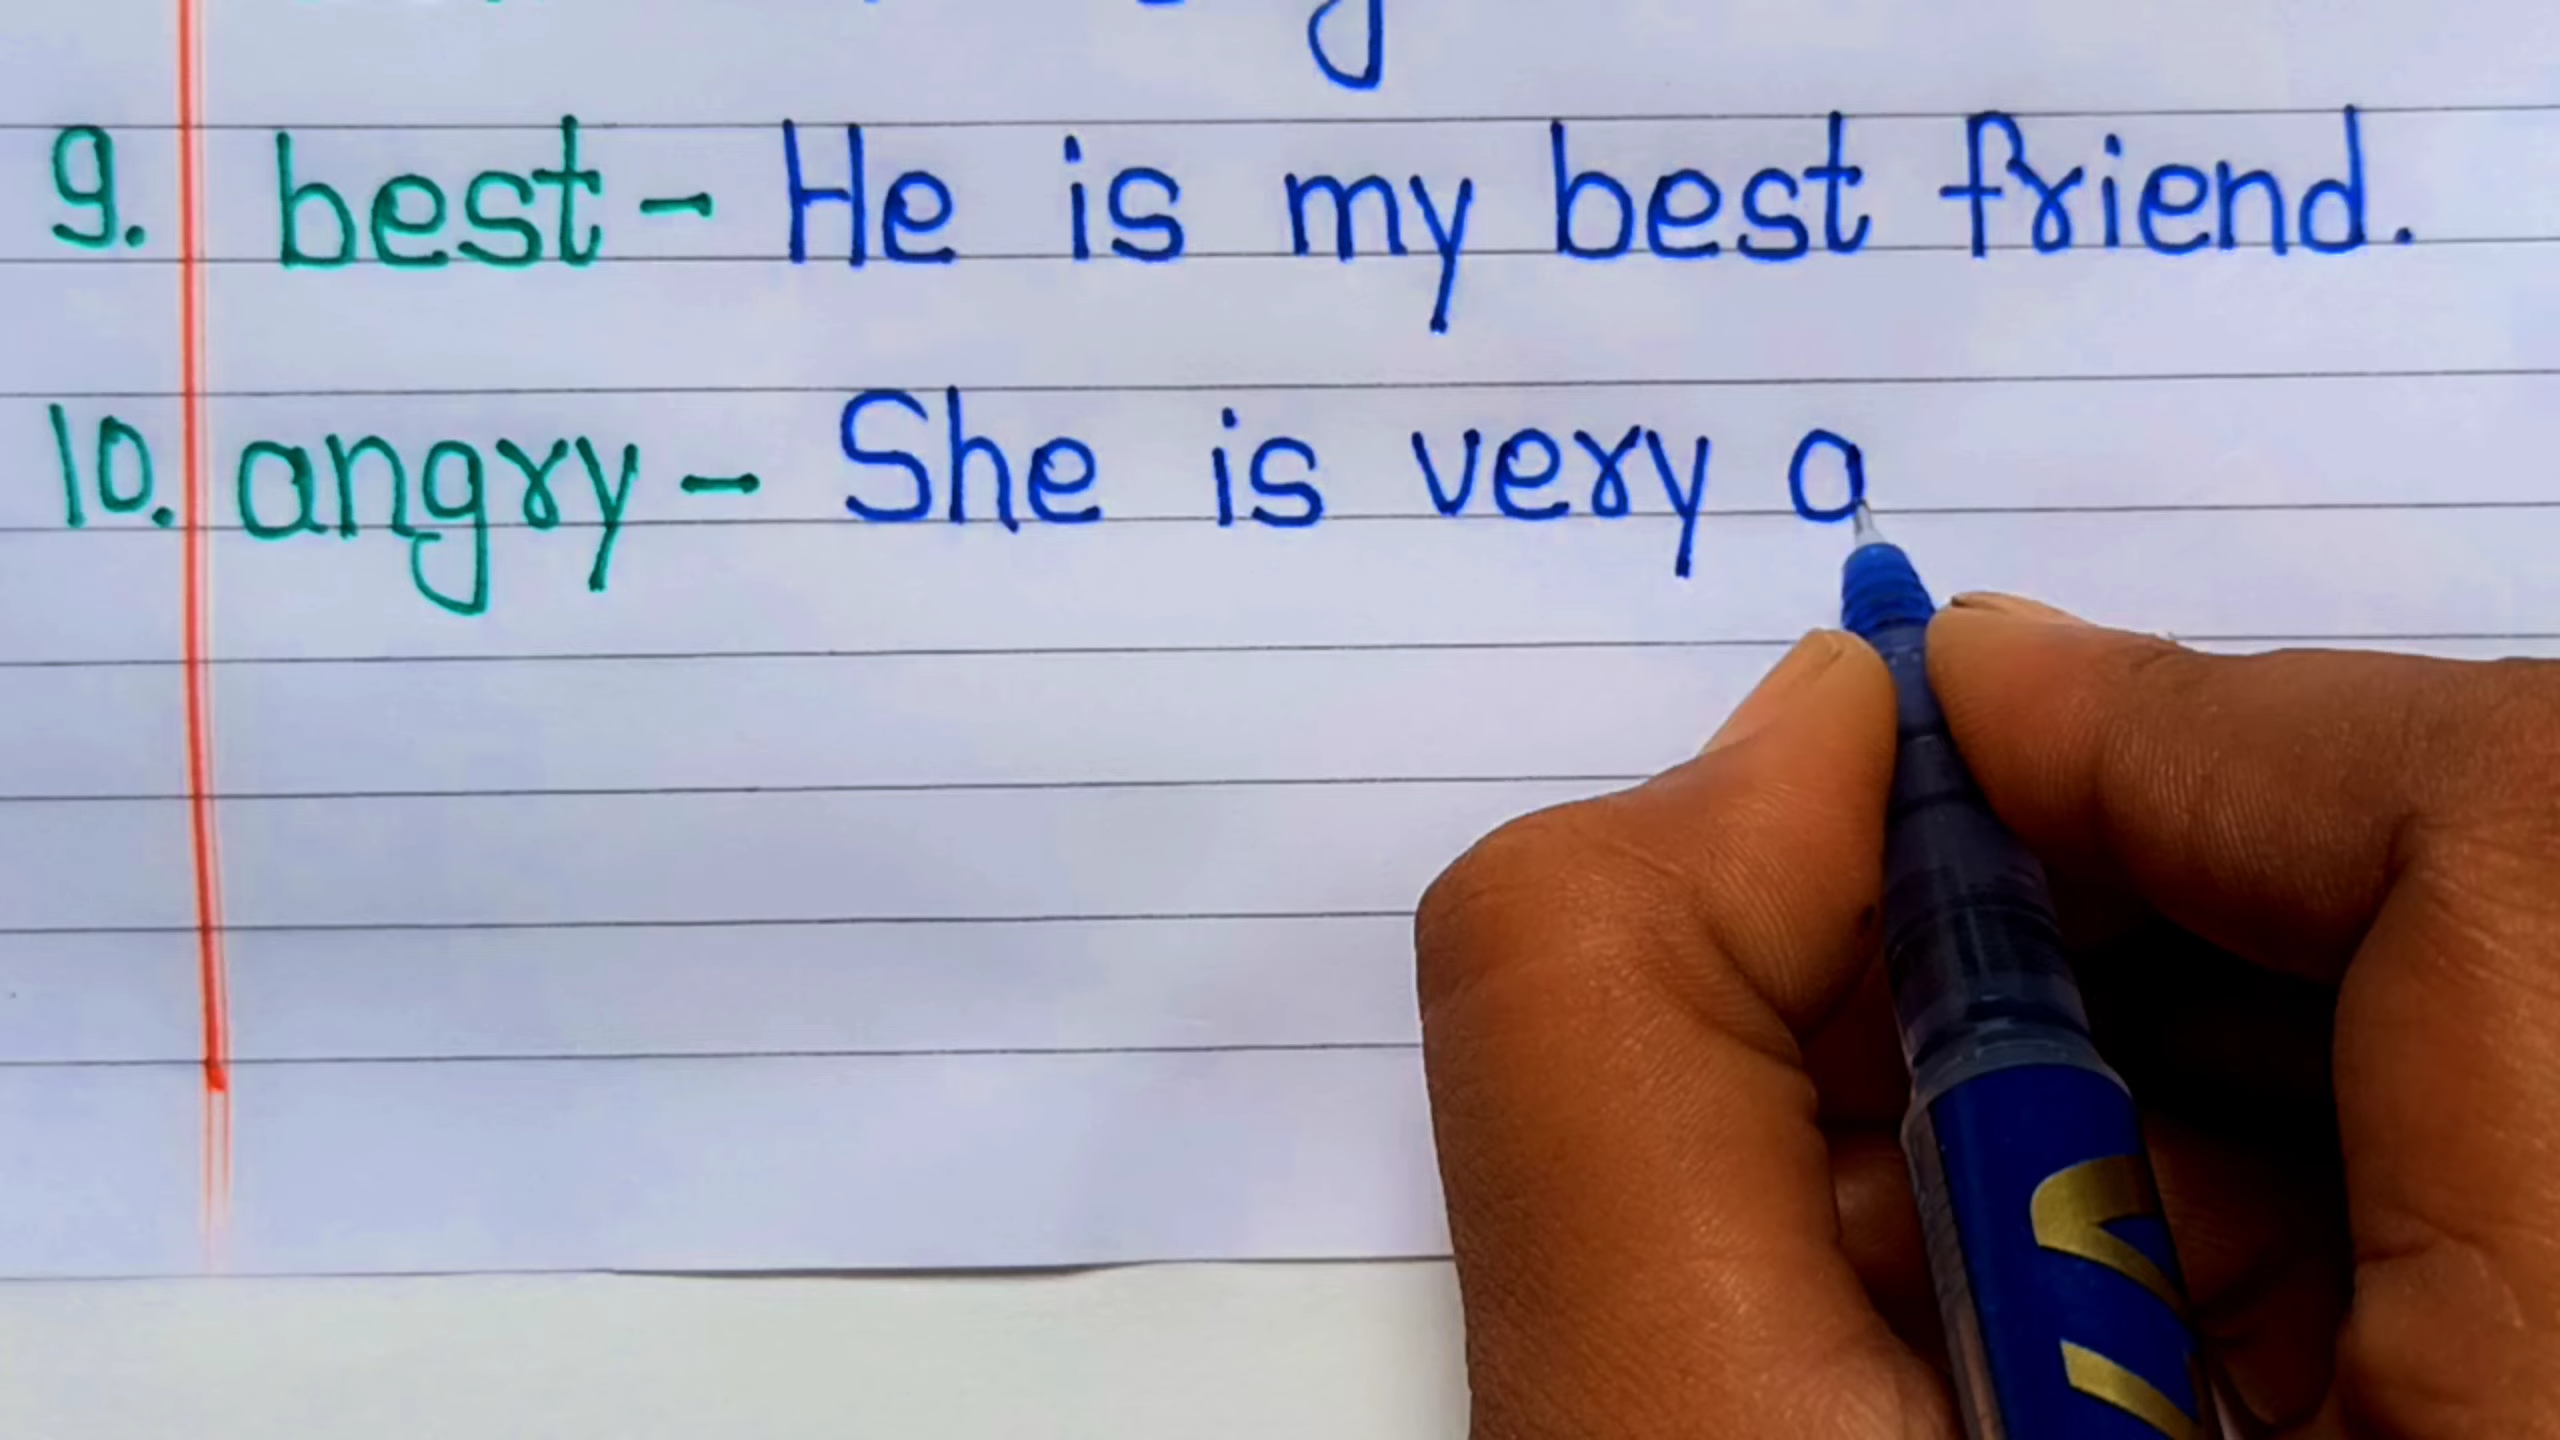 9. best - He is my best friend.
10. angry - She is very a